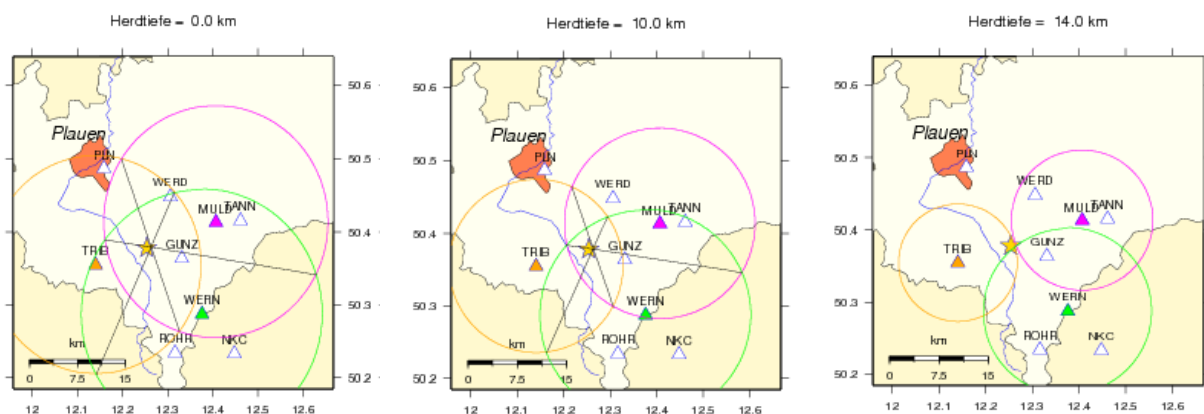 Herdtiefe = 0.0 km
50.6
50.5
50.4
50.3
50.2
Plauen
PLN
WERD
MULD
TANN
GUNZ
TRIB
WERN
ROHR
NKC
km
0 7.5 15
12 12.1 12.2 12.3 12.4 12.5 12.6
Herdtiefe = 10.0 km
50.6
50.5
50.4
50.3
50.2
Plauen
PLN
WERD
MULD
TANN
GUNZ
TRIB
WERN
ROHR
NKC
km
0 7.5 15
12 12.1 12.2 12.3 12.4 12.5 12.6
Herdtiefe = 14.0 km
50.6
50.5
50.4
50.3
50.2
Plauen
PLN
WERD
MULD
TANN
GUNZ
TRIB
WERN
ROHR
NKC
km
0 7.5 15
12 12.1 12.2 12.3 12.4 12.5 12.6